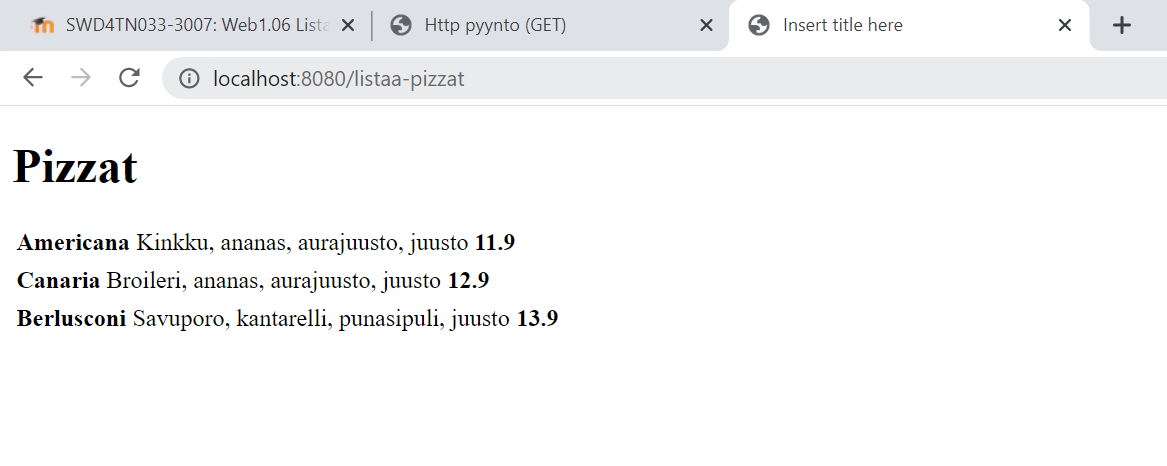 SWD4TN033-3007: Web1.06 Lista
Http pyynto (GET)
Insert title here
localhost:8080/listaa-pizzat
Pizzat
Americana Kinkku, ananas, aurajuusto, juusto 11.9
Canaria Broileri, ananas, aurajuusto, juusto 12.9
Berlusconi Savuporo, kantarelli, punasipuli, juusto 13.9